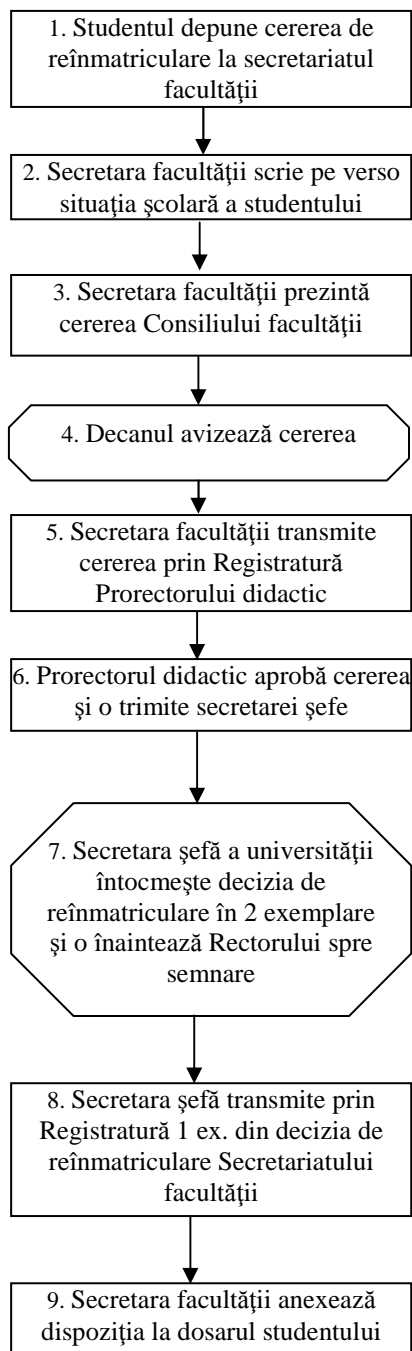 1. Studentul depune cererea de
reînmatriculare la secretariatul
facultăţii
2. Secretara facultăţii scrie pe verso
situaţia şcolară a studentului
3. Secretara facultăţii prezintă
cererea Consiliului facultăţii
4. Decanul avizează cererea
5. Secretara facultăţii transmite
cererea prin Registratură
Prorectorului didactic
6. Prorectorul didactic aprobă cererea
şi o trimite secretarei şefe
7. Secretara şefă a universităţii
întocmeşte decizia de
reînmatriculare în 2 exemplare
şi o înaintează Rectorului spre
semnare
8. Secretara şefă transmite prin
Registratură 1 ex. din decizia de
reînmatriculare Secretariatului
facultăţii
9. Secretara facultăţii anexează
dispoziţia la dosarul studentului